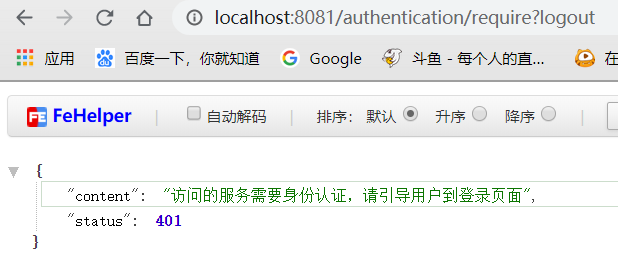 localhost:8081/authentication/require?logout
应用 百度一下，你就知道 Google 斗鱼 - 每个人的直... 在
FE FeHelper | 自动解码 | 排序： 默认 升序 降序 |
{
"content": "访问的服务需要身份认证，请引导用户到登录页面",
"status": 401
}